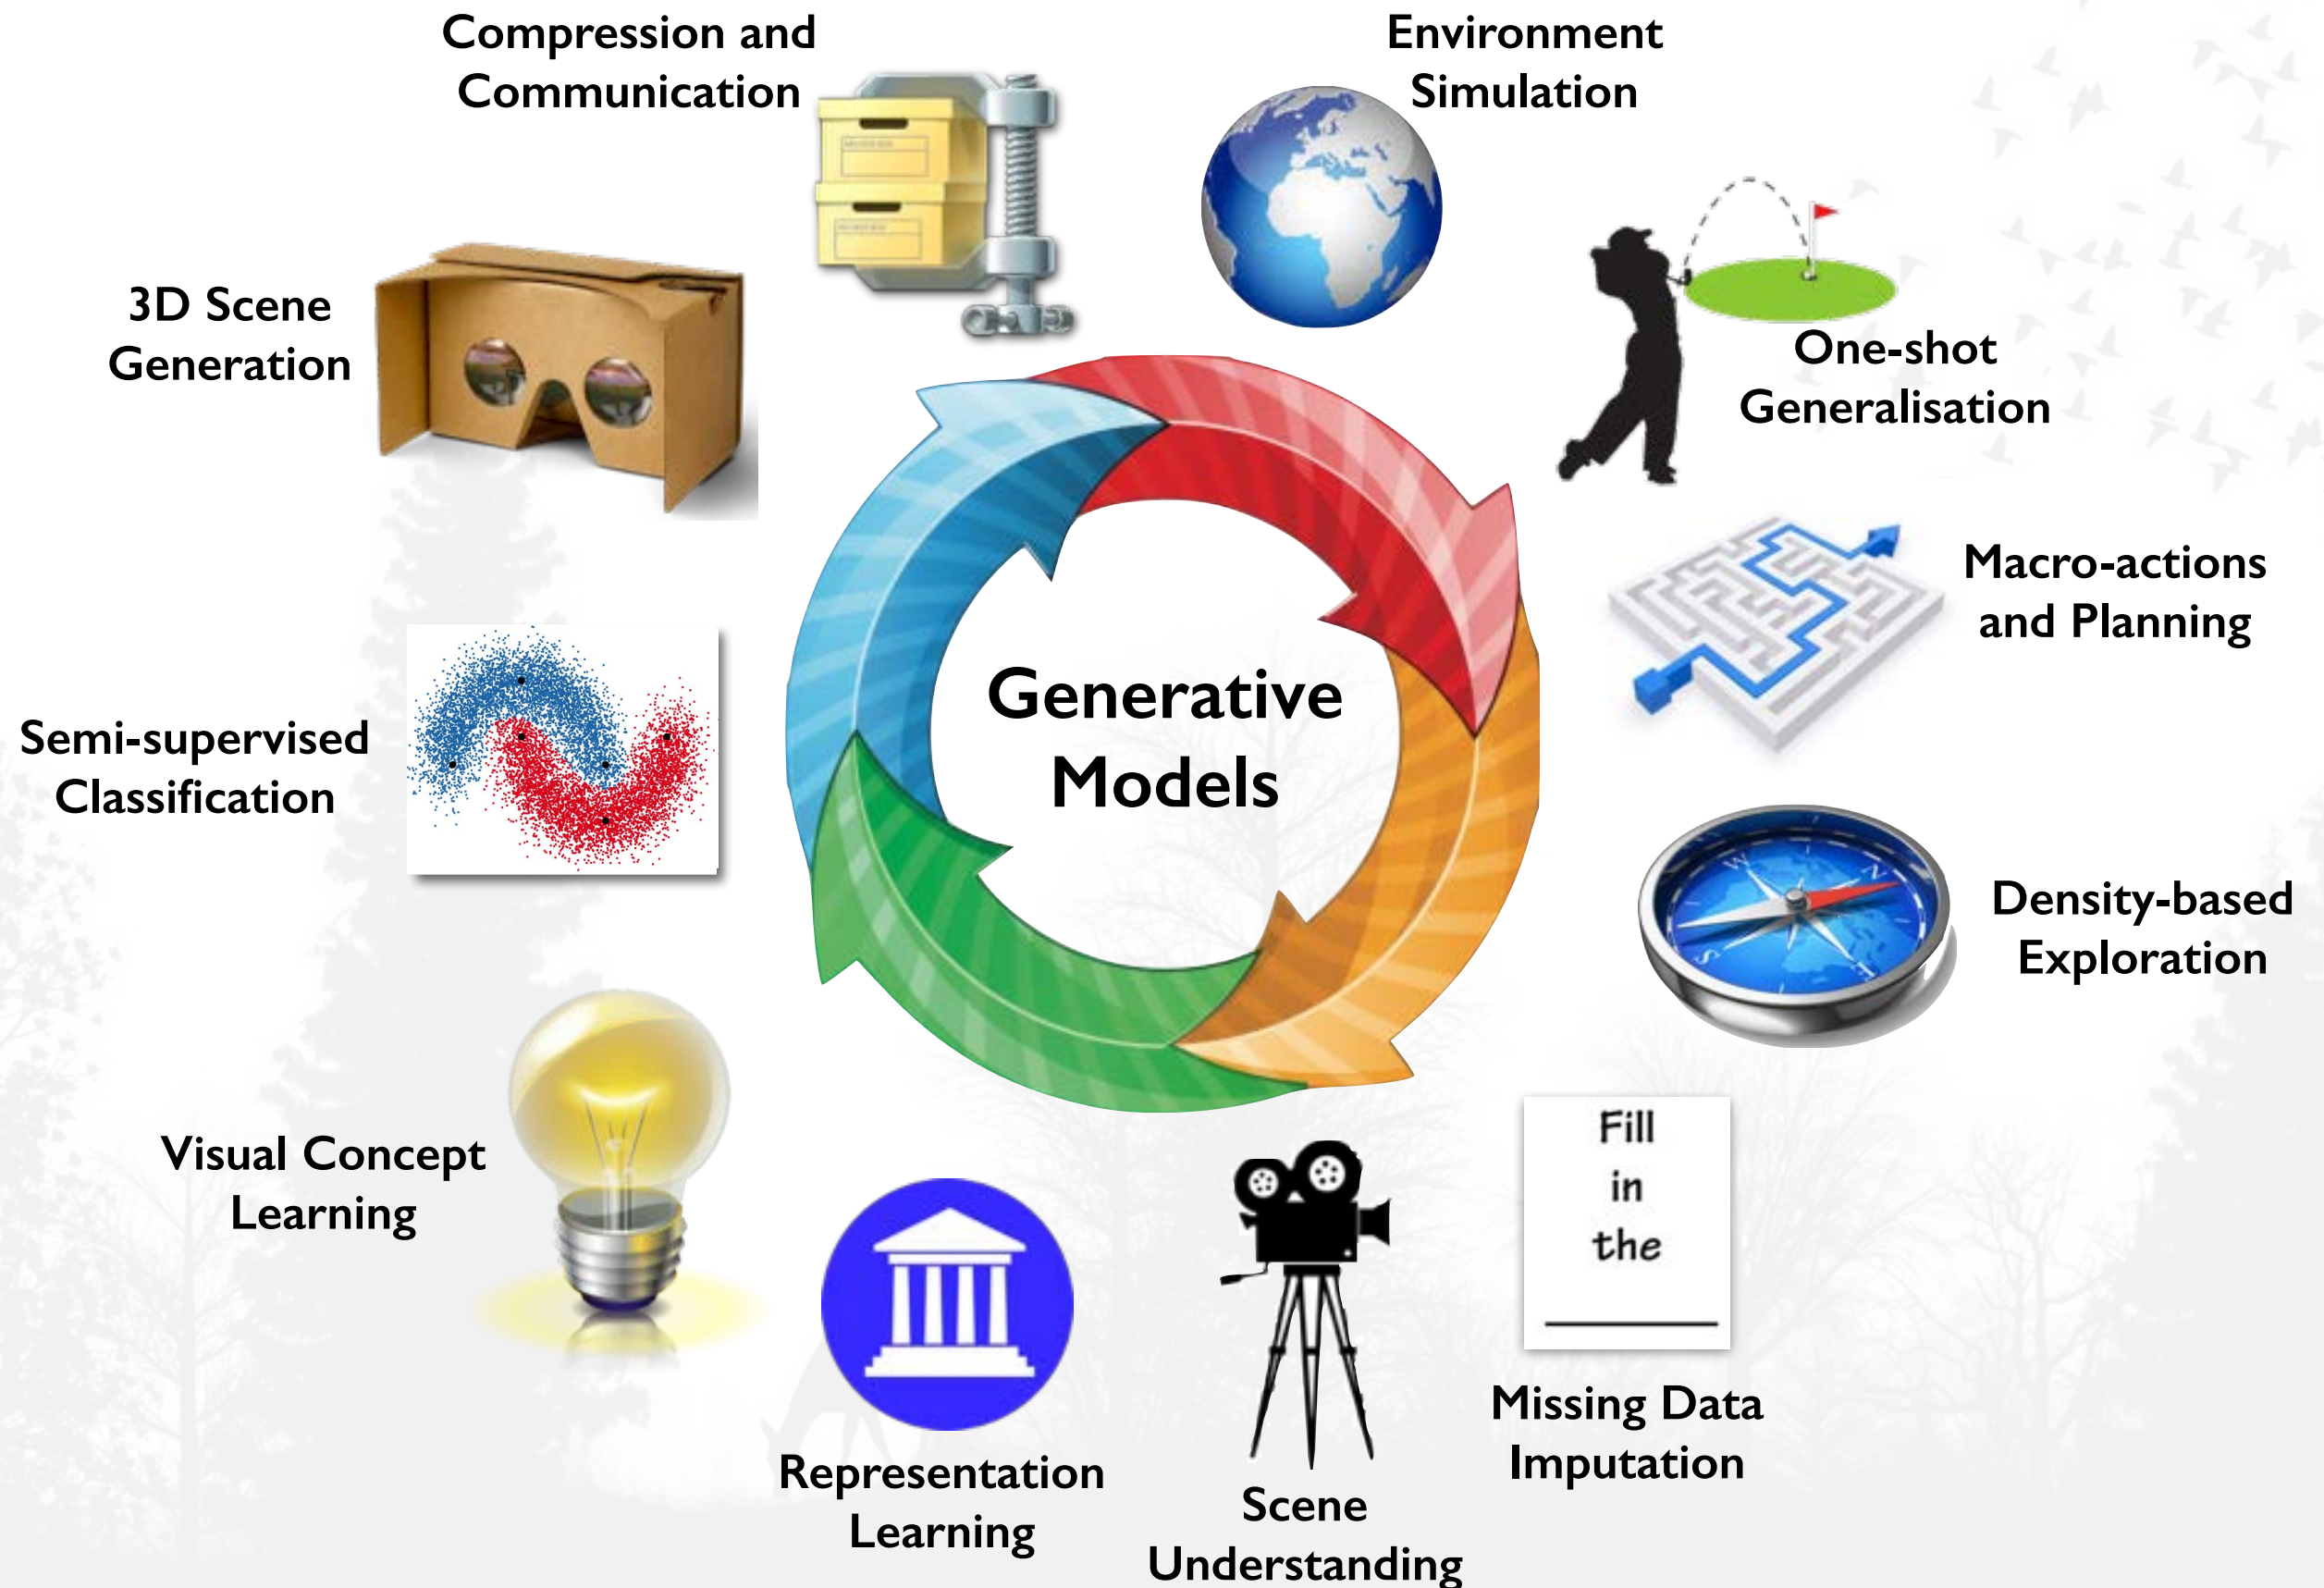 Compression and
Communication
Environment
Simulation
3D Scene
Generation
One-shot
Generalisation
Macro-actions
and Planning
Generative
Models
Semi-supervised
Classification
Density-based
Exploration
W
N
S
Visual Concept
Learning
Fill
in
the
Missing Data
Imputation
Representation
Learning
Scene
Understanding